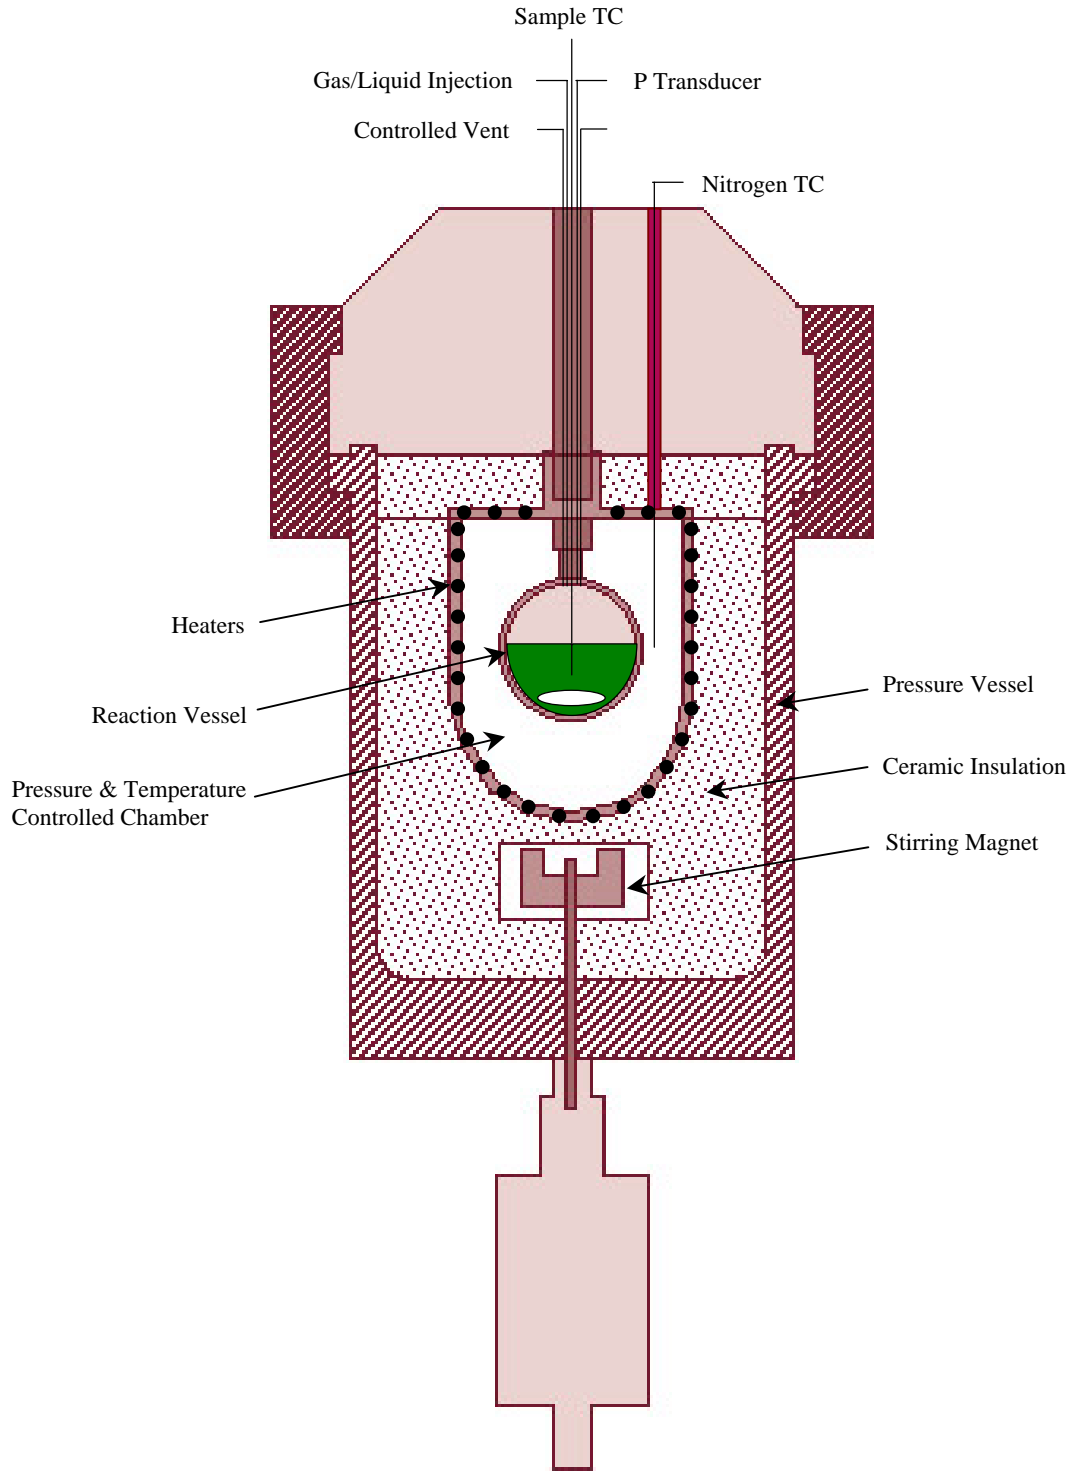 Sample TC
Gas/Liquid Injection
P Transducer
Controlled Vent
Nitrogen TC
Heaters
Reaction Vessel
Pressure Vessel
Ceramic Insulation
Pressure & Temperature
Controlled Chamber
Stirring Magnet